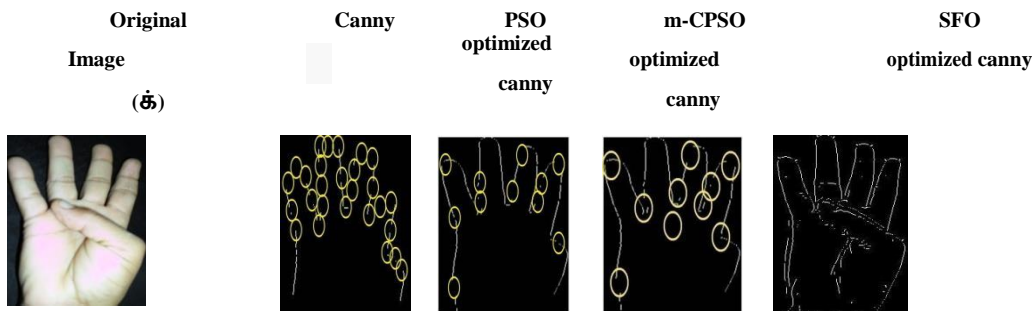 Original Image (க்)
Canny
PSO optimized canny
m-CPSO optimized canny
SFO optimized canny